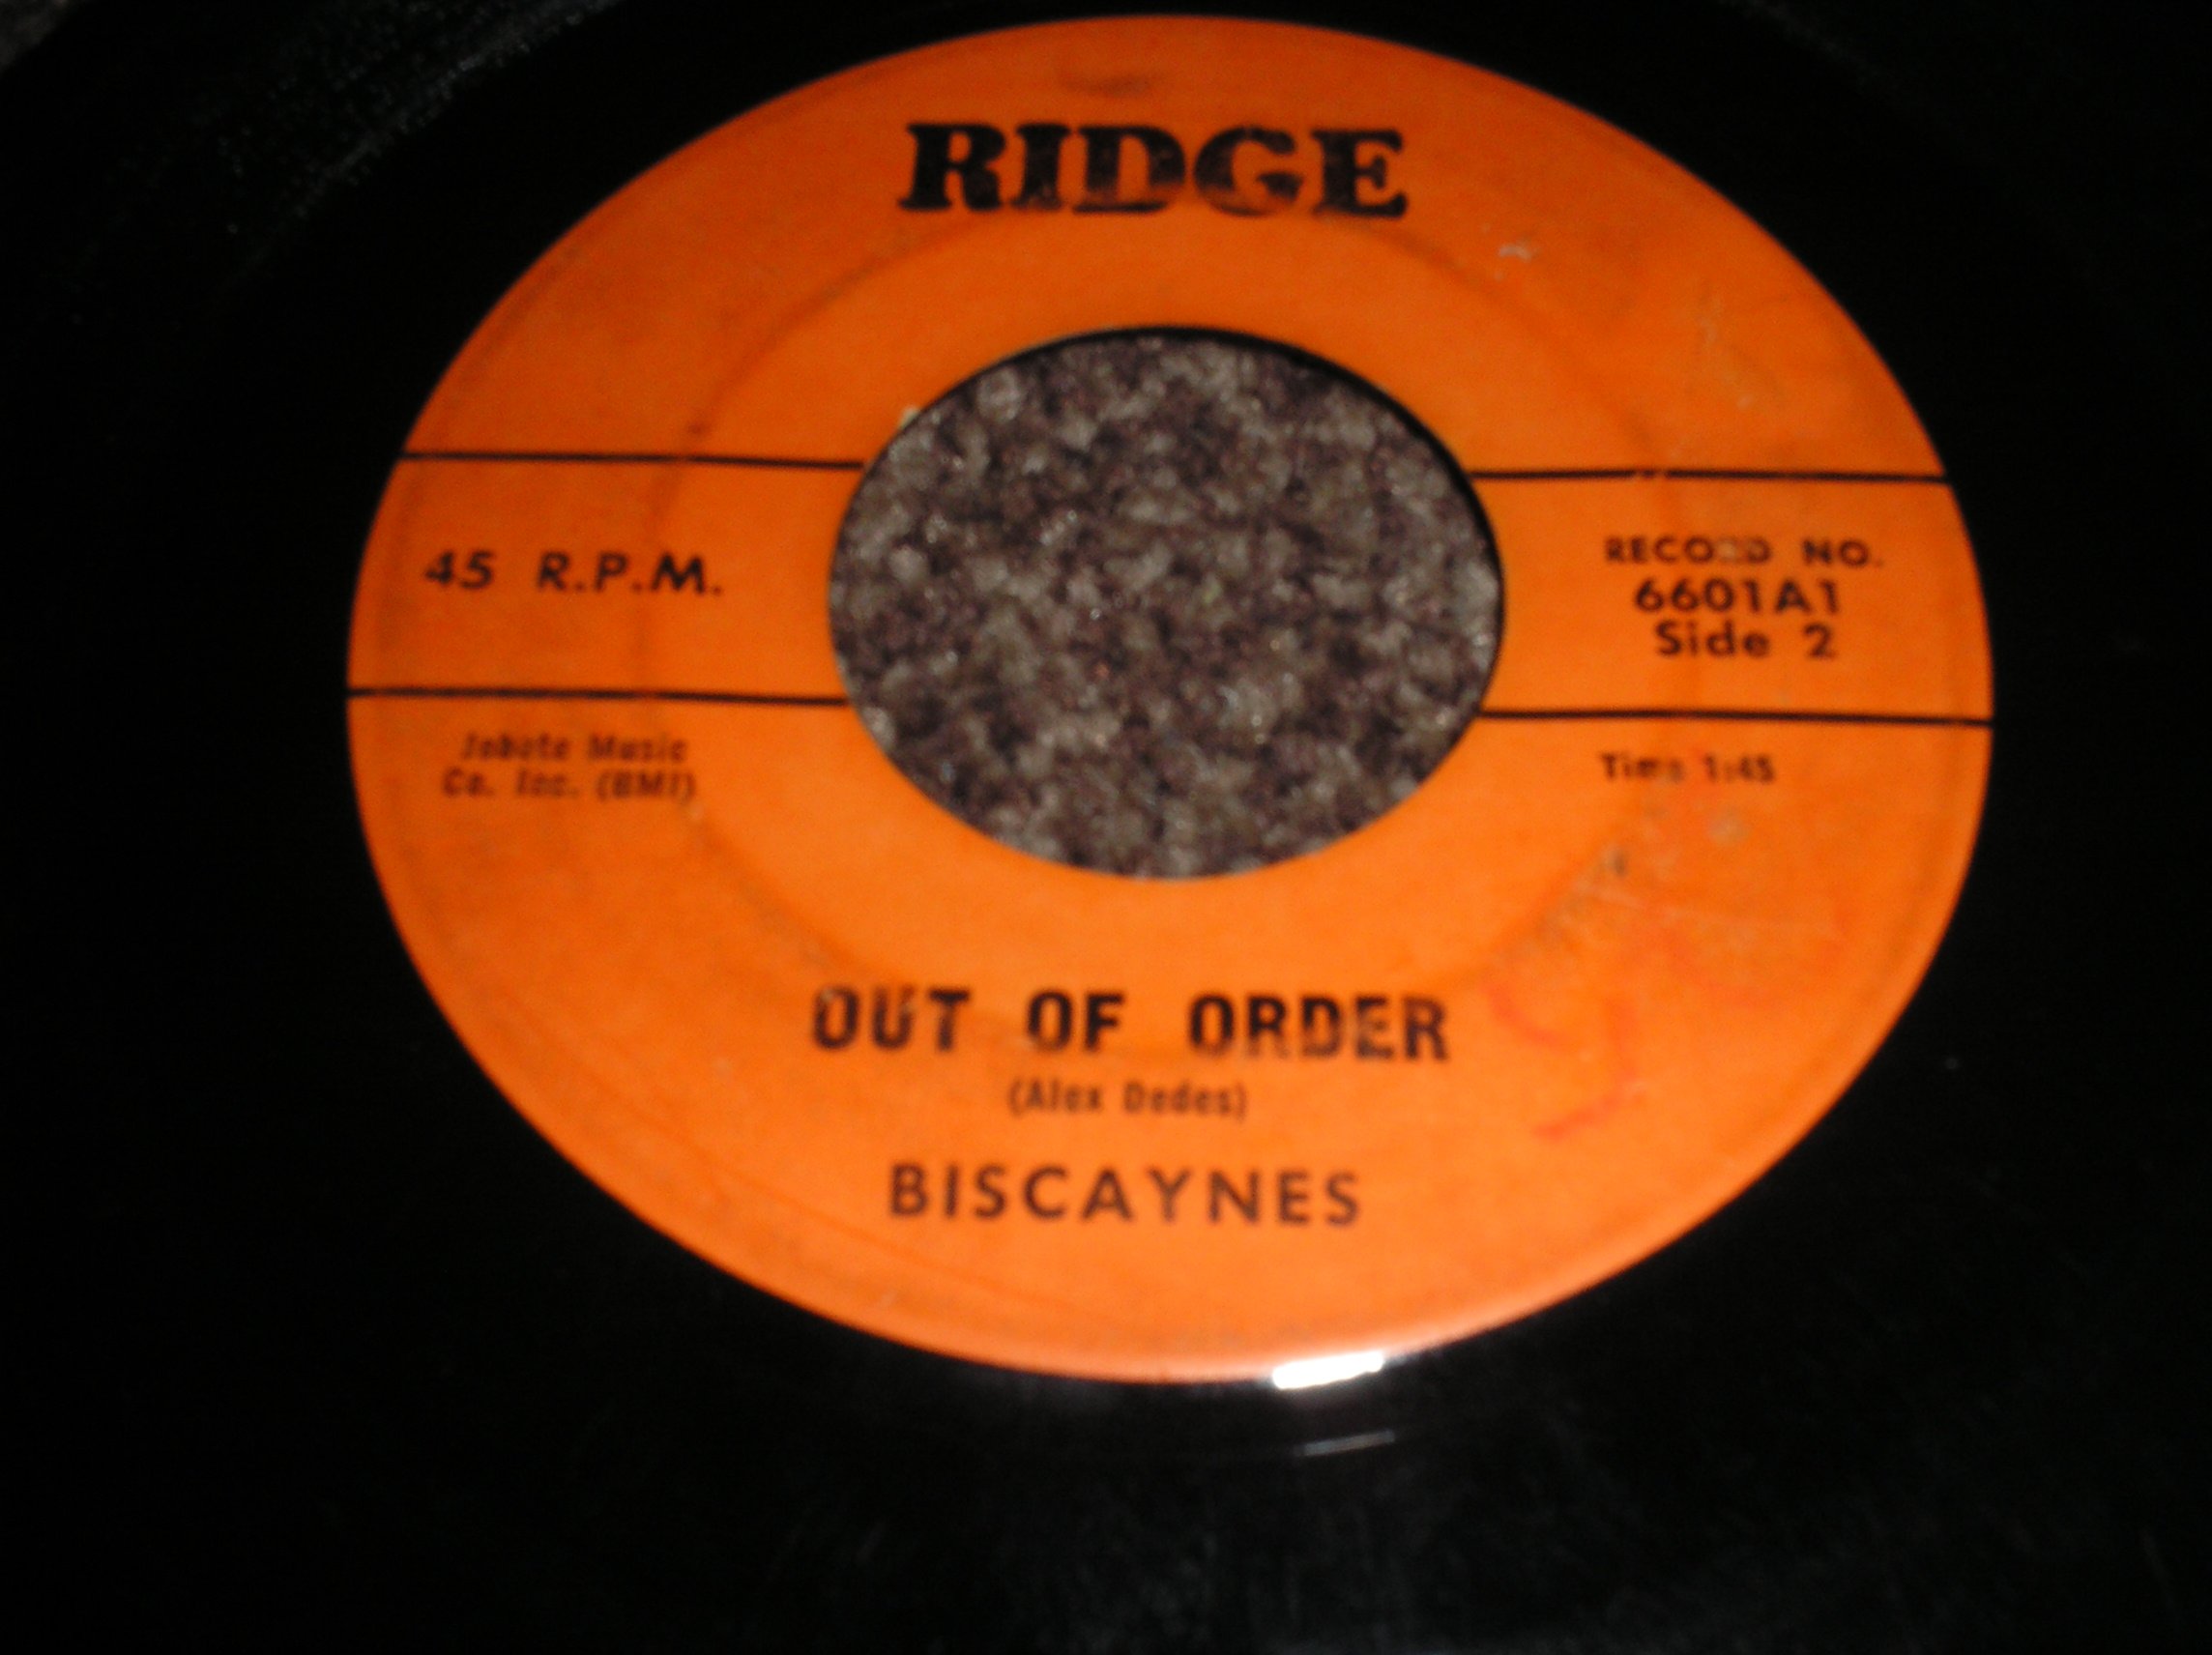 RIDGE
45 R.P.M.
RECORD NO.
6601A1
Side 2
Jobete Music
Co. Inc. (BMI)
Time 1:45
OUT OF ORDER
(Alex Dedes)
BISCAYNES